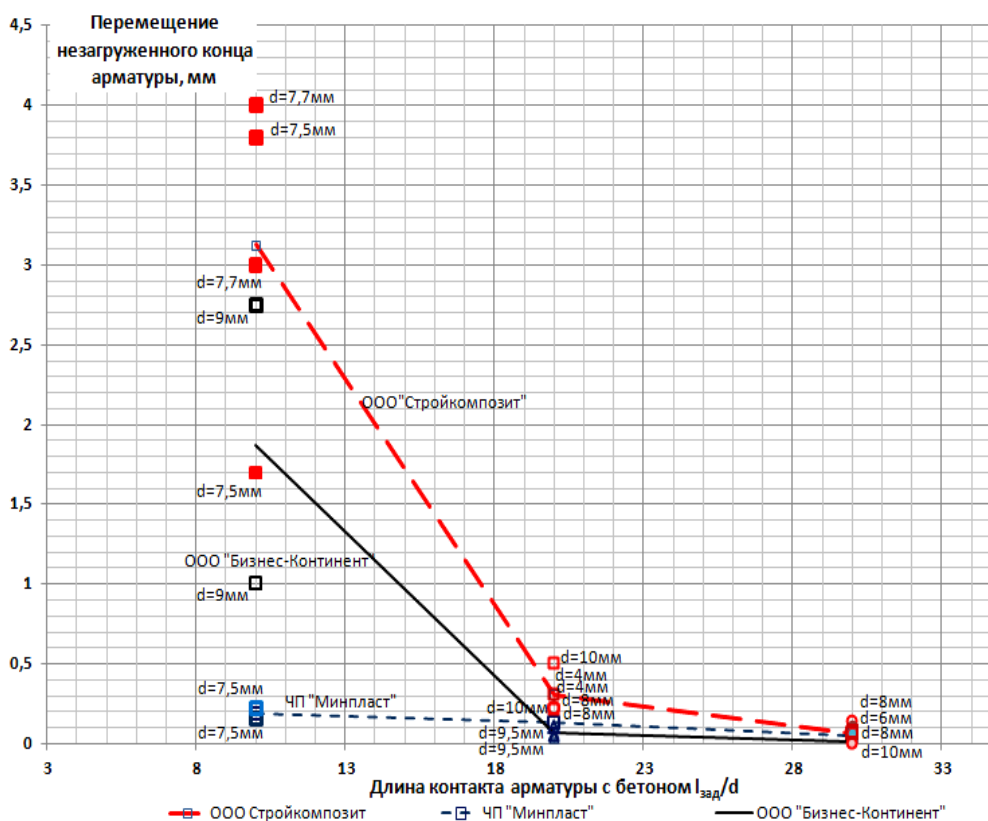 Перемещение
незагруженного конца
арматуры, мм
4,5
4
3,5
3
2,5
2
1,5
1
0,5
0
d=7,7мм
d=7,5мм
d=7,7мм
d=9мм
ООО"Стройкомпозит"
d=7,5мм
ООО "Бизнес-Континент"
d=9мм
d=7,5мм
ЧП "Минпласт"
d=7,5мм
d=10мм
d=4мм
d=4мм
d=8мм
d=10мм
d=8мм
d=9,5мм
d=9,5мм
d=8мм
d=6мм
d=8мм
d=10мм
3 8 13 18 23 28 33
Длина контакта арматуры с бетоном lзад/d
ООО Стройкомпозит ЧП "Минпласт" ООО "Бизнес-Континент"